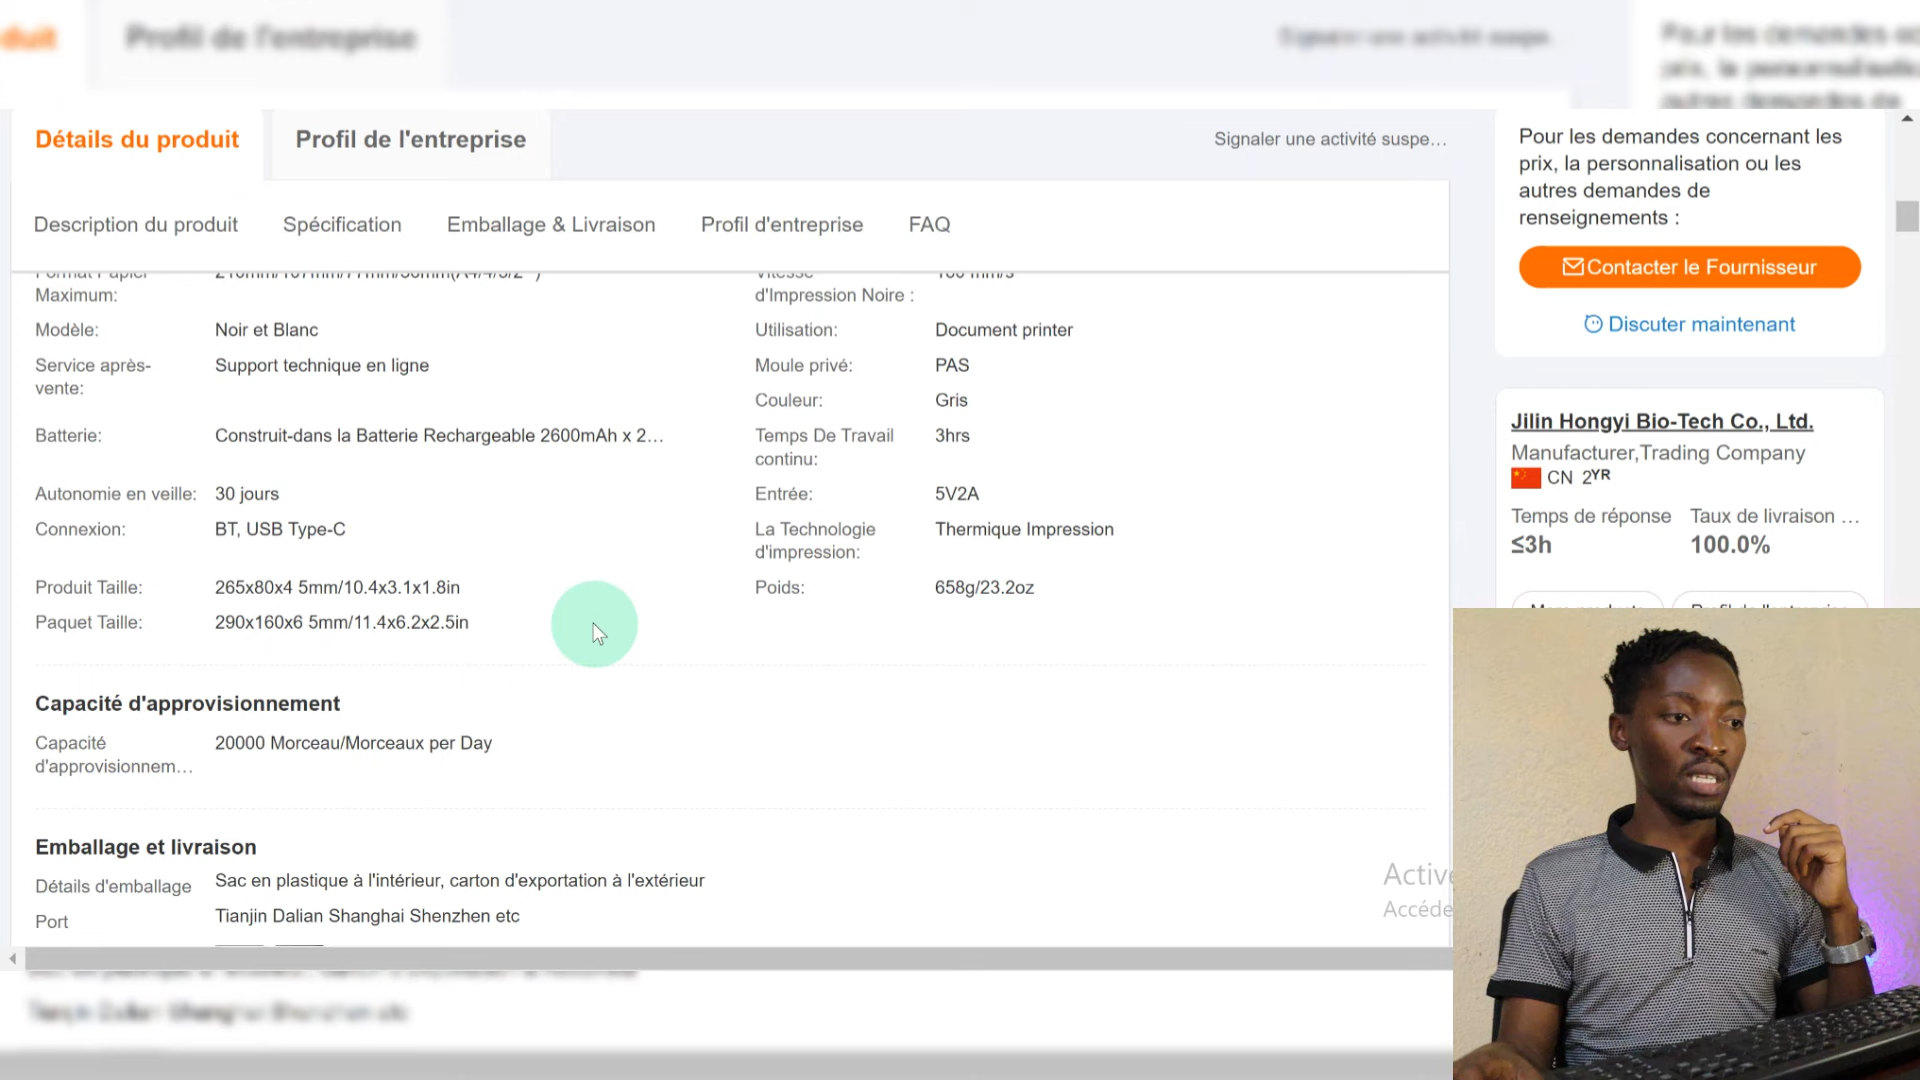 Profil de l'entreprise
Détails du produit
Profil de l'entreprise
Signaler une activité suspe…
Description du produit
Spécification
Emballage & Livraison
Profil d'entreprise
FAQ
Maximum:
d'Impression Noire :
Modèle:
Noir et Blanc
Utilisation:
Document printer
Service après-
vente:
Support technique en ligne
Moule privé:
PAS
Couleur:
Gris
Batterie:
Construit-dans la Batterie Rechargeable 2600mAh x 2…
Temps De Travail
continu:
3hrs
Autonomie en veille:
30 jours
Entrée:
5V2A
Connexion:
BT, USB Type-C
La Technologie
d'impression:
Thermique Impression
Produit Taille:
265x80x4 5mm/10.4x3.1x1.8in
Poids:
658g/23.2oz
Paquet Taille:
290x160x6 5mm/11.4x6.2x2.5in
Capacité d'approvisionnement
Capacité
d'approvisionnem…
20000 Morceau/Morceaux per Day
Emballage et livraison
Détails d'emballage
Sac en plastique à l'intérieur, carton d'exportation à l'extérieur
Port
Tianjin Dalian Shanghai Shenzhen etc
Pour les demandes concernant les
prix, la personnalisation ou les
autres demandes de
renseignements :
Contacter le Fournisseur
Discuter maintenant
Jilin Hongyi Bio-Tech Co., Ltd.
Manufacturer,Trading Company
CN 2YR
Temps de réponse
Taux de livraison …
≤3h
100.0%
Active
Accéde